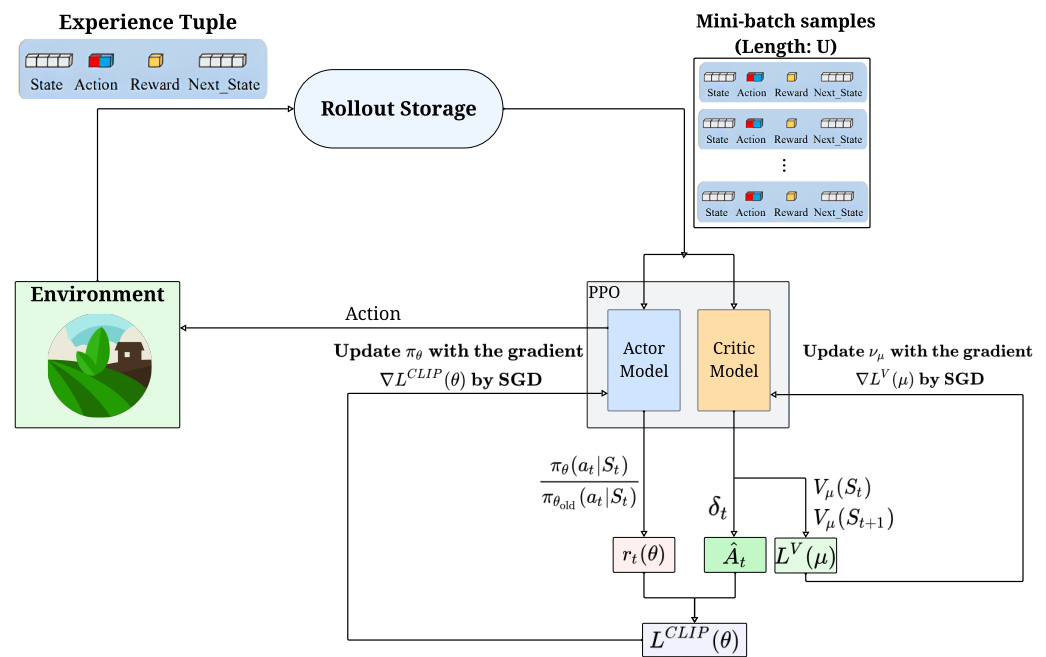 Experience Tuple
State Action Reward Next_State
Rollout Storage
Mini-batch samples
(Length: U)
State Action Reward Next_State
State Action Reward Next_State
⋮
State Action Reward Next_State
Environment
Action
PPO
Actor
Model
Critic
Model
Update π_θ with the gradient
∇L^{CLIP}(θ) by SGD
Update ν_μ with the gradient
∇L^V(μ) by SGD
π_θ(a_t|S_t)
π_{θ_old}(a_t|S_t)
δ_t
V_μ(S_t)
V_μ(S_{t+1})
r_t(θ)
Â_t
L^V(μ)
L^{CLIP}(θ)